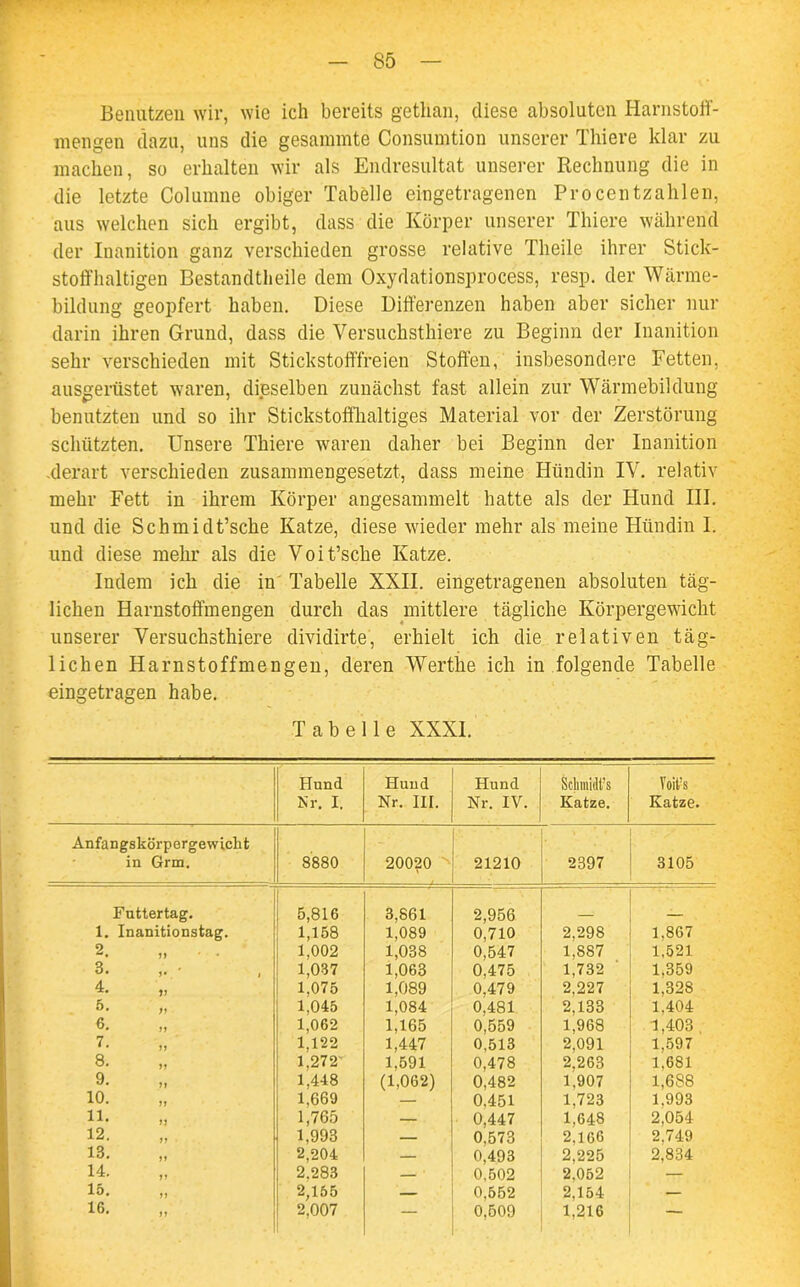 — 85 —
Benutzen wir, wie ich bereits gethan, diese absoluten Harnstoff-
mengen dazu, uns die gesammte Consumtion unserer Thiere klar zu
machen, so erhalten wir als Endresultat unserer Rechnung die in
die letzte Columne obiger Tabelle eingetragenen Procentzahlen,
aus welchen sich ergibt, dass die Körper unserer Thiere während
der Inanition ganz verschieden grosse relative Theile ihrer Stick-
stoffhaltigen Bestandtheile dem Oxydationsprocess, resp. der Wärme-
bildung geopfert haben. Diese Differenzen haben aber sicher nur
darin ihren Grund, dass die Versuchsthiere zu Beginn der Inanition
sehr verschieden mit Stickstofffreien Stoffen, insbesondere Fetten,
ausgerüstet waren, dieselben zunächst fast allein zur Wärmebildung
benutzten und so ihr Stickstoffhaltiges Material vor der Zerstörung
schützten. Unsere Thiere waren daher bei Beginn der Inanition
derart verschieden zusammengesetzt, dass meine Hündin IV. relativ
mehr Fett in ihrem Körper angesammelt hatte als der Hund III.
und die Schmidt'sche Katze, diese wieder mehr als meine Hündin I.
und diese mehr als die Voit'sche Katze.
Indem ich die in Tabelle XXII. eingetragenen absoluten täg-
lichen Harnstoffmengen durch das mittlere tägliche Körpergewicht
unserer Versuchsthiere dividirte, erhielt ich die relativen täg-
lichen Harnstoffmengen, deren Werthe ich in folgende Tabelle
eingetragen habe.
Tabelle XXXI.
Hund Hund Hund Schmidt's Voit's
Nr. I. Nr. III. Nr. IV. Katze. Katze.
Anfangskörpergewicht
in Grm. 8880 20020 21210 2397 3105
Futtertag. 5,816 3,861 2,956 — —
1. Inanitionstag. 1,158 1,089 0,710 2,298 1,867
2. „ 1,002 1,038 0,547 1,887 1,521
3. „ 1,037 1,063 0,475 1,732 1,359
4. „ 1,075 1,089 0,479 2,227 1,328
5. „ 1,045 1,084 0,481 2,133 1,404
6. „ 1,062 1,165 0,559 1,968 1,403
7. „ 1,122 1,447 0,513 2,091 1,597
8. „ 1,272 1,591 0,478 2,263 1,681
9. „ 1,448 (1,062) 0,482 1,907 1,688
10. „ 1,669 — 0,451 1,723 1,993
11. „ 1,765 — 0,447 1,648 2,054
12. „ 1,993 — 0,573 2,166 2,749
13. „ 2,204 — 0,493 2,225 2,834
14. „ 2,283 — 0,502 2,052 —
15. „ 2,155 — 0,552 2,154 —
16. „ 2,007 — 0,509 1,216 —